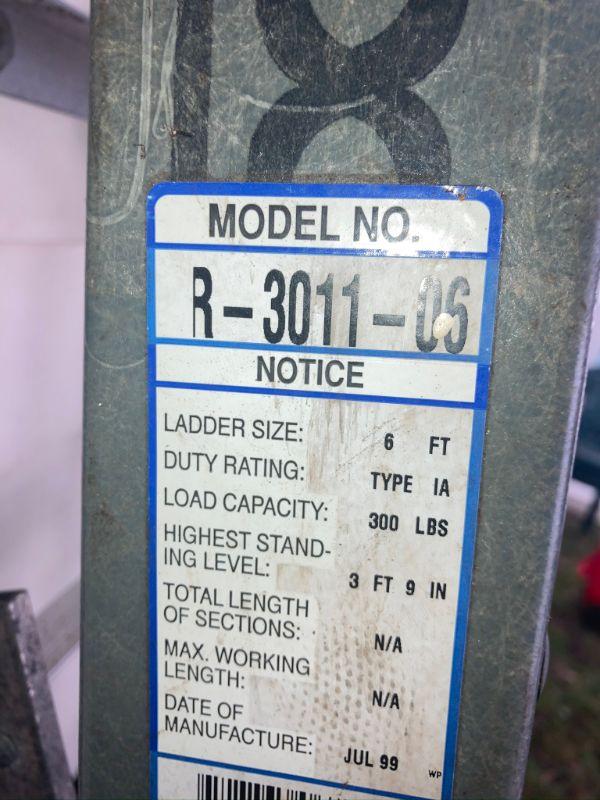 8
MODEL NO.
R-3011-06
NOTICE
LADDER SIZE: 6 FT
DUTY RATING: TYPE IA
LOAD CAPACITY: 300 LBS
HIGHEST STAND-
ING LEVEL: 3 FT 9 IN
TOTAL LENGTH
OF SECTIONS: N/A
MAX. WORKING
LENGTH: N/A
DATE OF
MANUFACTURE: JUL 99 WP